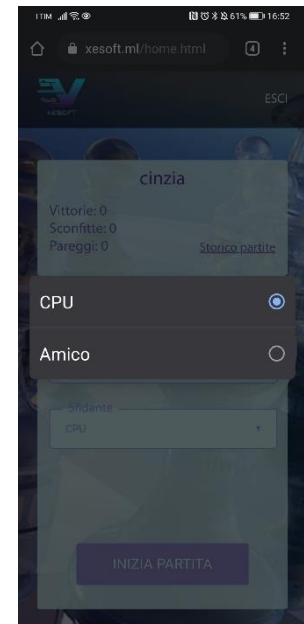 TIM 61% 16:52
xesoft.ml/home.html 4
XESOFT
ESCI
cinzia
Vittorie: 0
Sconfitte: 0
Pareggi: 0
Storico partite
CPU
Amico
Sfidante
CPU
INIZIA PARTITA